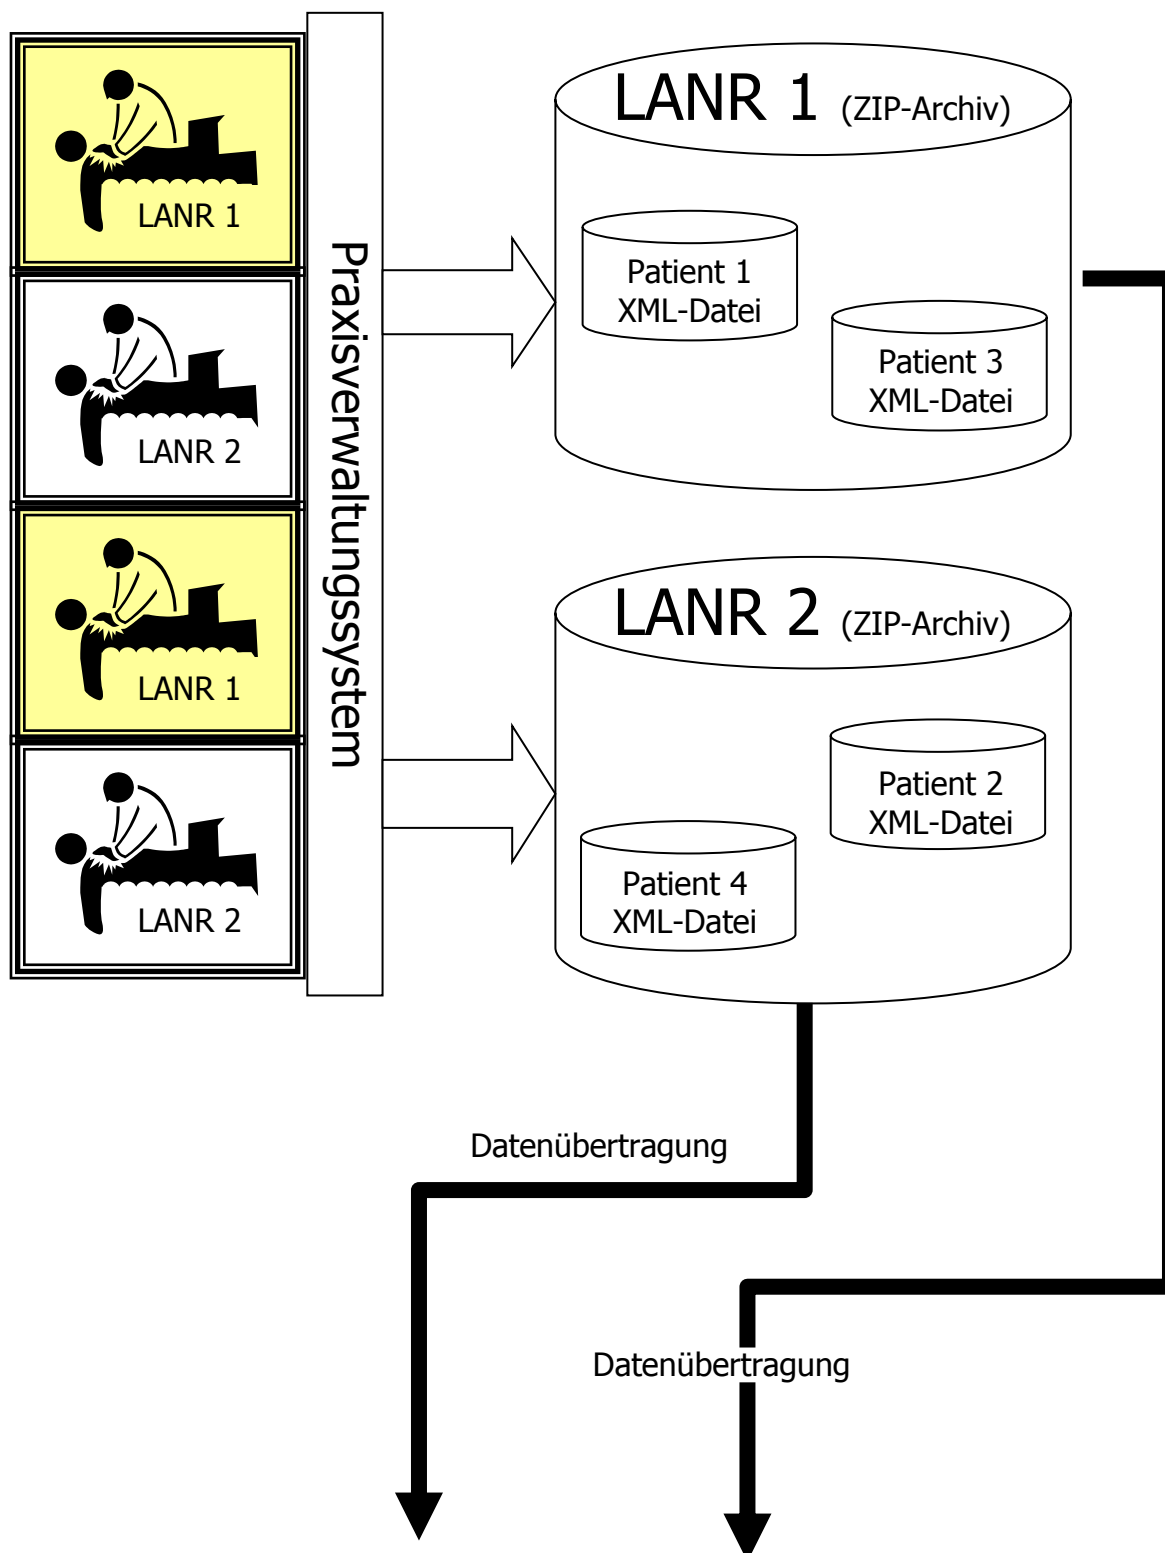 LANR 1
LANR 2
LANR 1
LANR 2
Praxisverwaltungssystem
LANR 1 (ZIP-Archiv)
Patient 1
XML-Datei
Patient 3
XML-Datei
LANR 2 (ZIP-Archiv)
Patient 2
XML-Datei
Patient 4
XML-Datei
Datenübertragung
Datenübertragung